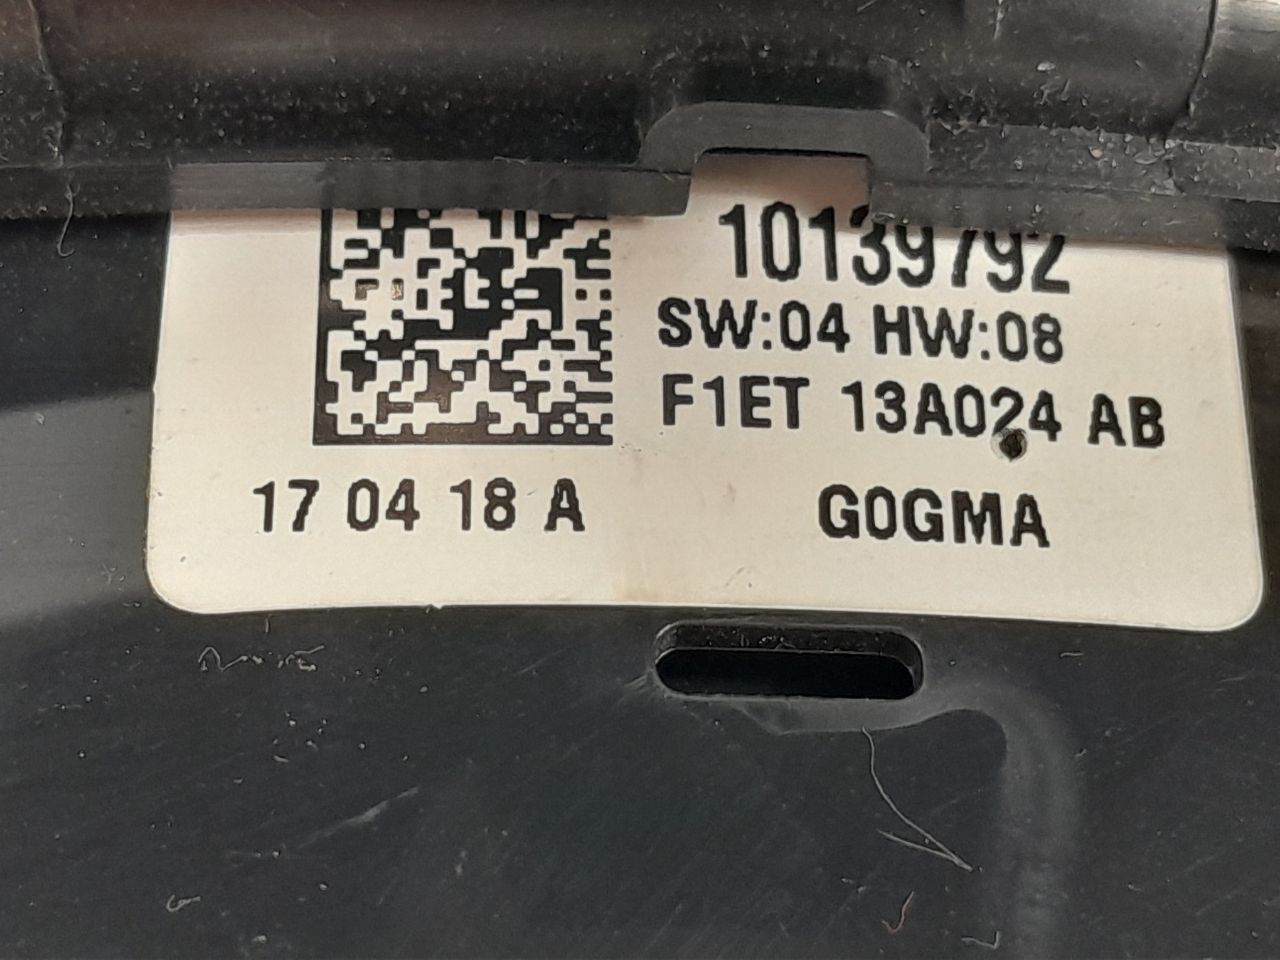 10139792
SW:04 HW:08
F1ET 13A024 AB
17 04 18 A
G0GMA